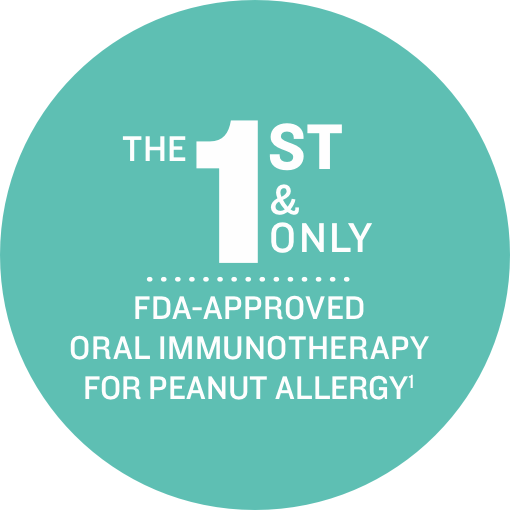 THE 1ST
&
ONLY
FDA-APPROVED
ORAL IMMUNOTHERAPY
FOR PEANUT ALLERGY¹